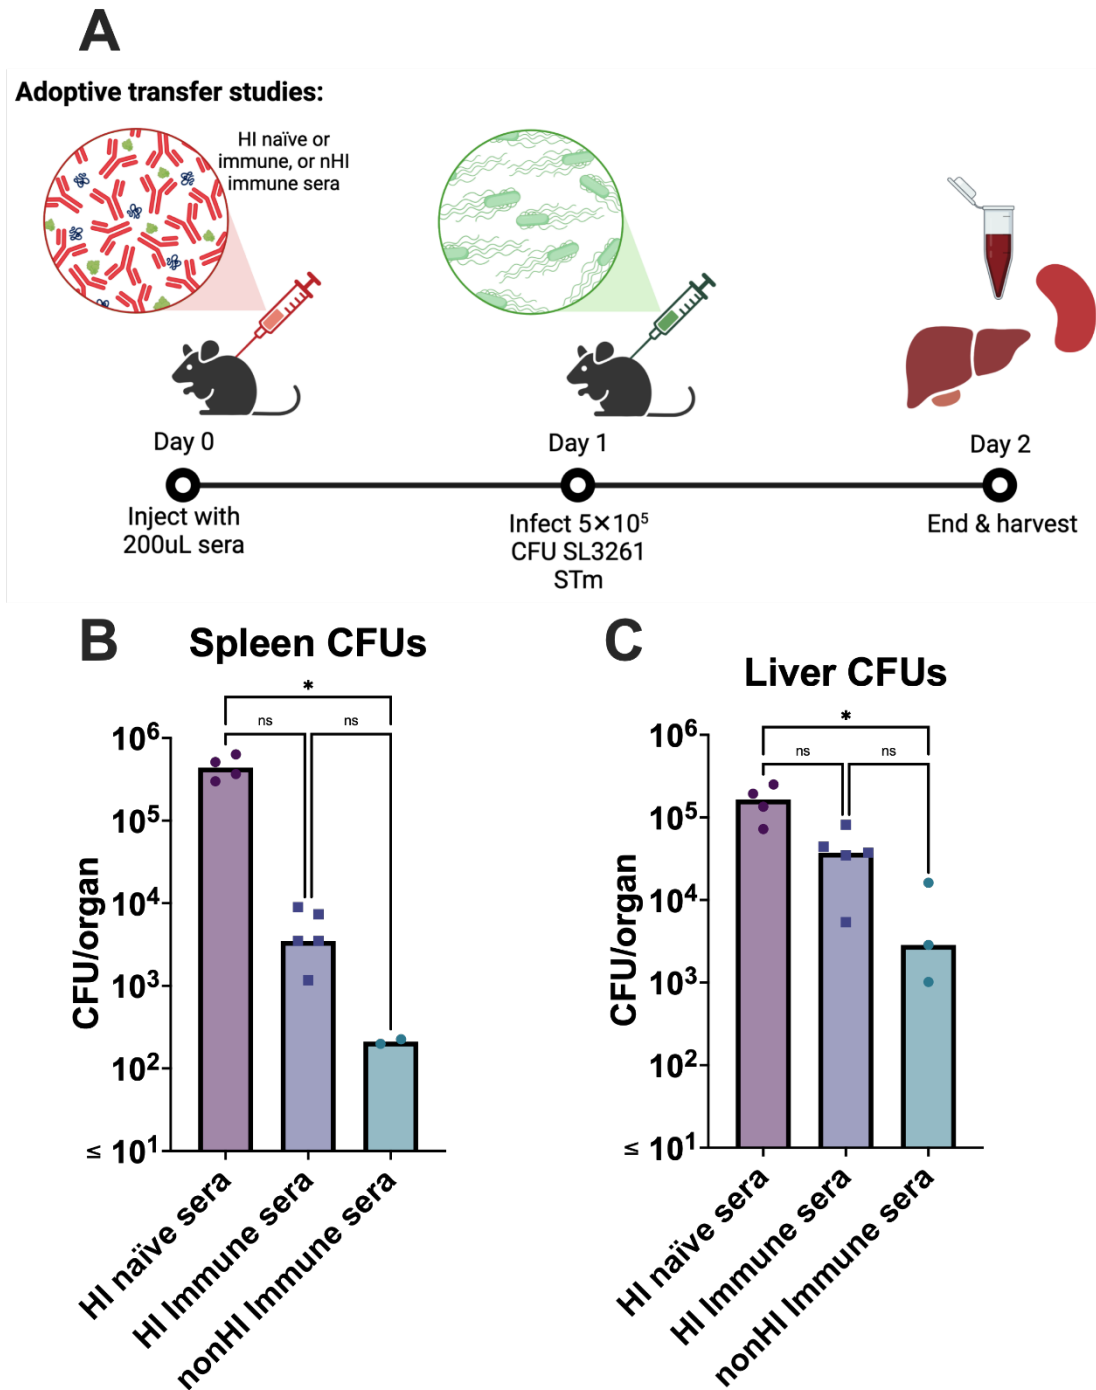 A
Adoptive transfer studies:
HI naïve or
immune, or nHI
immune sera
Day 0
Day 1
Day 2
Inject with
200uL sera
Infect 5×10⁵
CFU SL3261
STm
End & harvest
B
Spleen CFUs
*
ns
ns
CFU/organ
10⁶
10⁵
10⁴
10³
10²
≤ 10¹
HI naïve sera
HI Immune sera
nonHI Immune sera
C
Liver CFUs
*
ns
ns
CFU/organ
10⁶
10⁵
10⁴
10³
10²
≤ 10¹
HI naïve sera
HI Immune sera
nonHI Immune sera